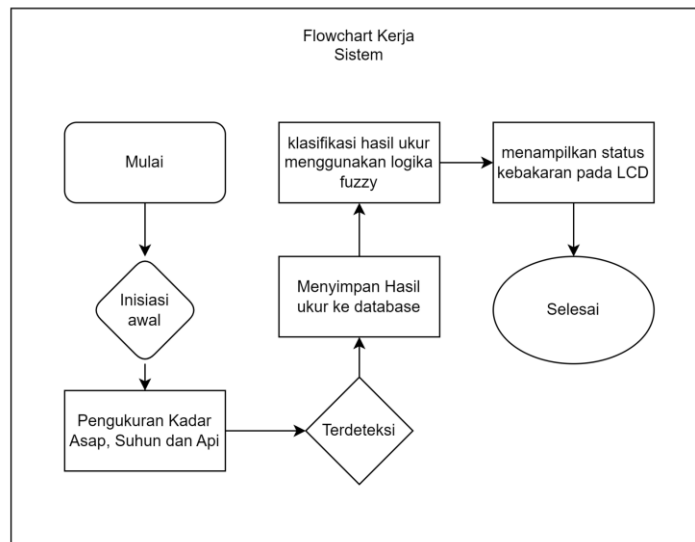 Flowchart Kerja
Sistem
Mulai
Inisiasi
awal
Pengukuran Kadar
Asap, Suhun dan Api
Terdeteksi
Menyimpan Hasil
ukur ke database
klasifikasi hasil ukur
menggunakan logika
fuzzy
menampilkan status
kebakaran pada LCD
Selesai